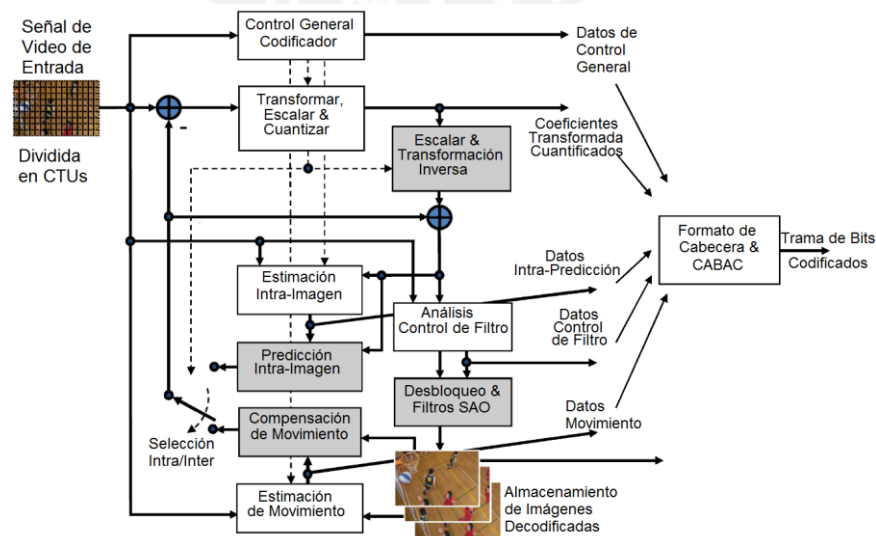 Señal de
Video de
Entrada
Dividida
en CTUs
Control General
Codificador
Transformar,
Escalar &
Cuantizar
-
Escalar &
Transformación
Inversa
Estimación
Intra-Imagen
Predicción
Intra-Imagen
Compensación
de Movimiento
Estimación
de Movimiento
Selección
Intra/Inter
Análisis
Control de Filtro
Desbloqueo &
Filtros SAO
Datos de
Control
General
Coeficientes
Transformada
Cuantificados
Datos
Intra-Predicción
Datos
Control
de Filtro
Datos
Movimiento
Almacenamiento
de Imágenes
Decodificadas
Formato de
Cabecera &
CABAC
Trama de Bits
Codificados